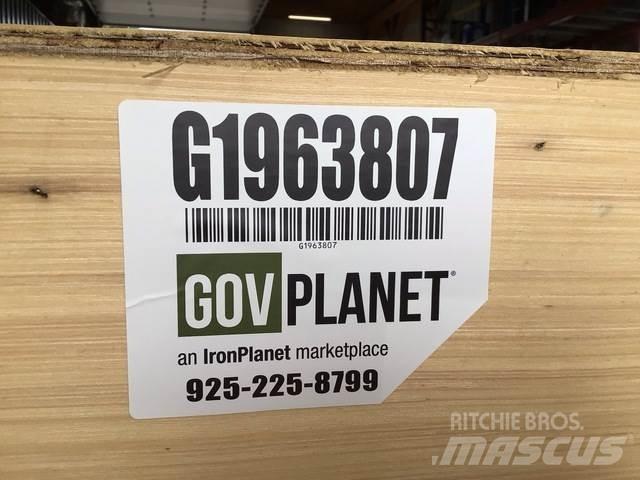 G1963807
G1963807
GOV PLANET®
an IronPlanet marketplace
925-225-8799
RITCHIE BROS.
MASCUS